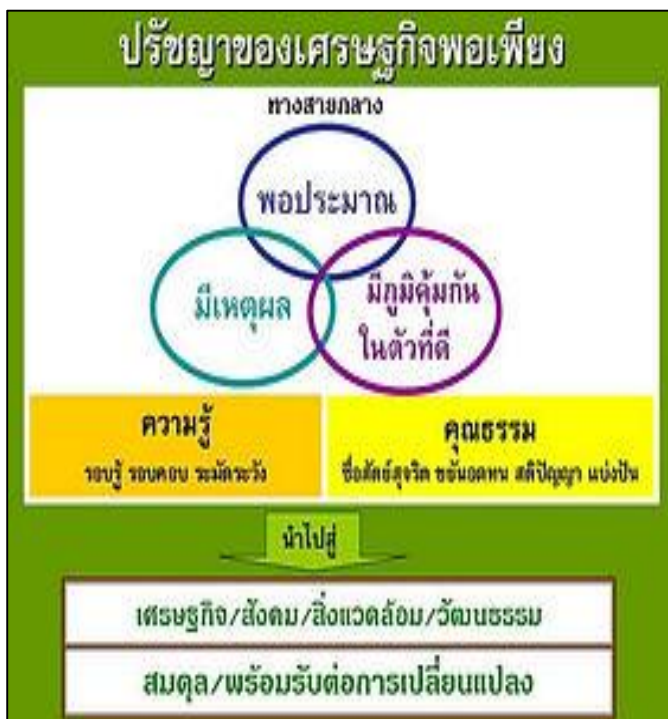 ปรัชญาของเศรษฐกิจพอเพียง
ทางสายกลาง
พอประมาณ
มีเหตุผล
มีภูมิคุ้มกัน
ในตัวที่ดี
ความรู้
รอบรู้ รอบคอบ ระมัดระวัง
คุณธรรม
ซื่อสัตย์สุจริต ขยันอดทน สติปัญญา แบ่งปัน
นำไปสู่
เศรษฐกิจ/สังคม/สิ่งแวดล้อม/วัฒนธรรม
สมดุล/พร้อมรับต่อการเปลี่ยนแปลง